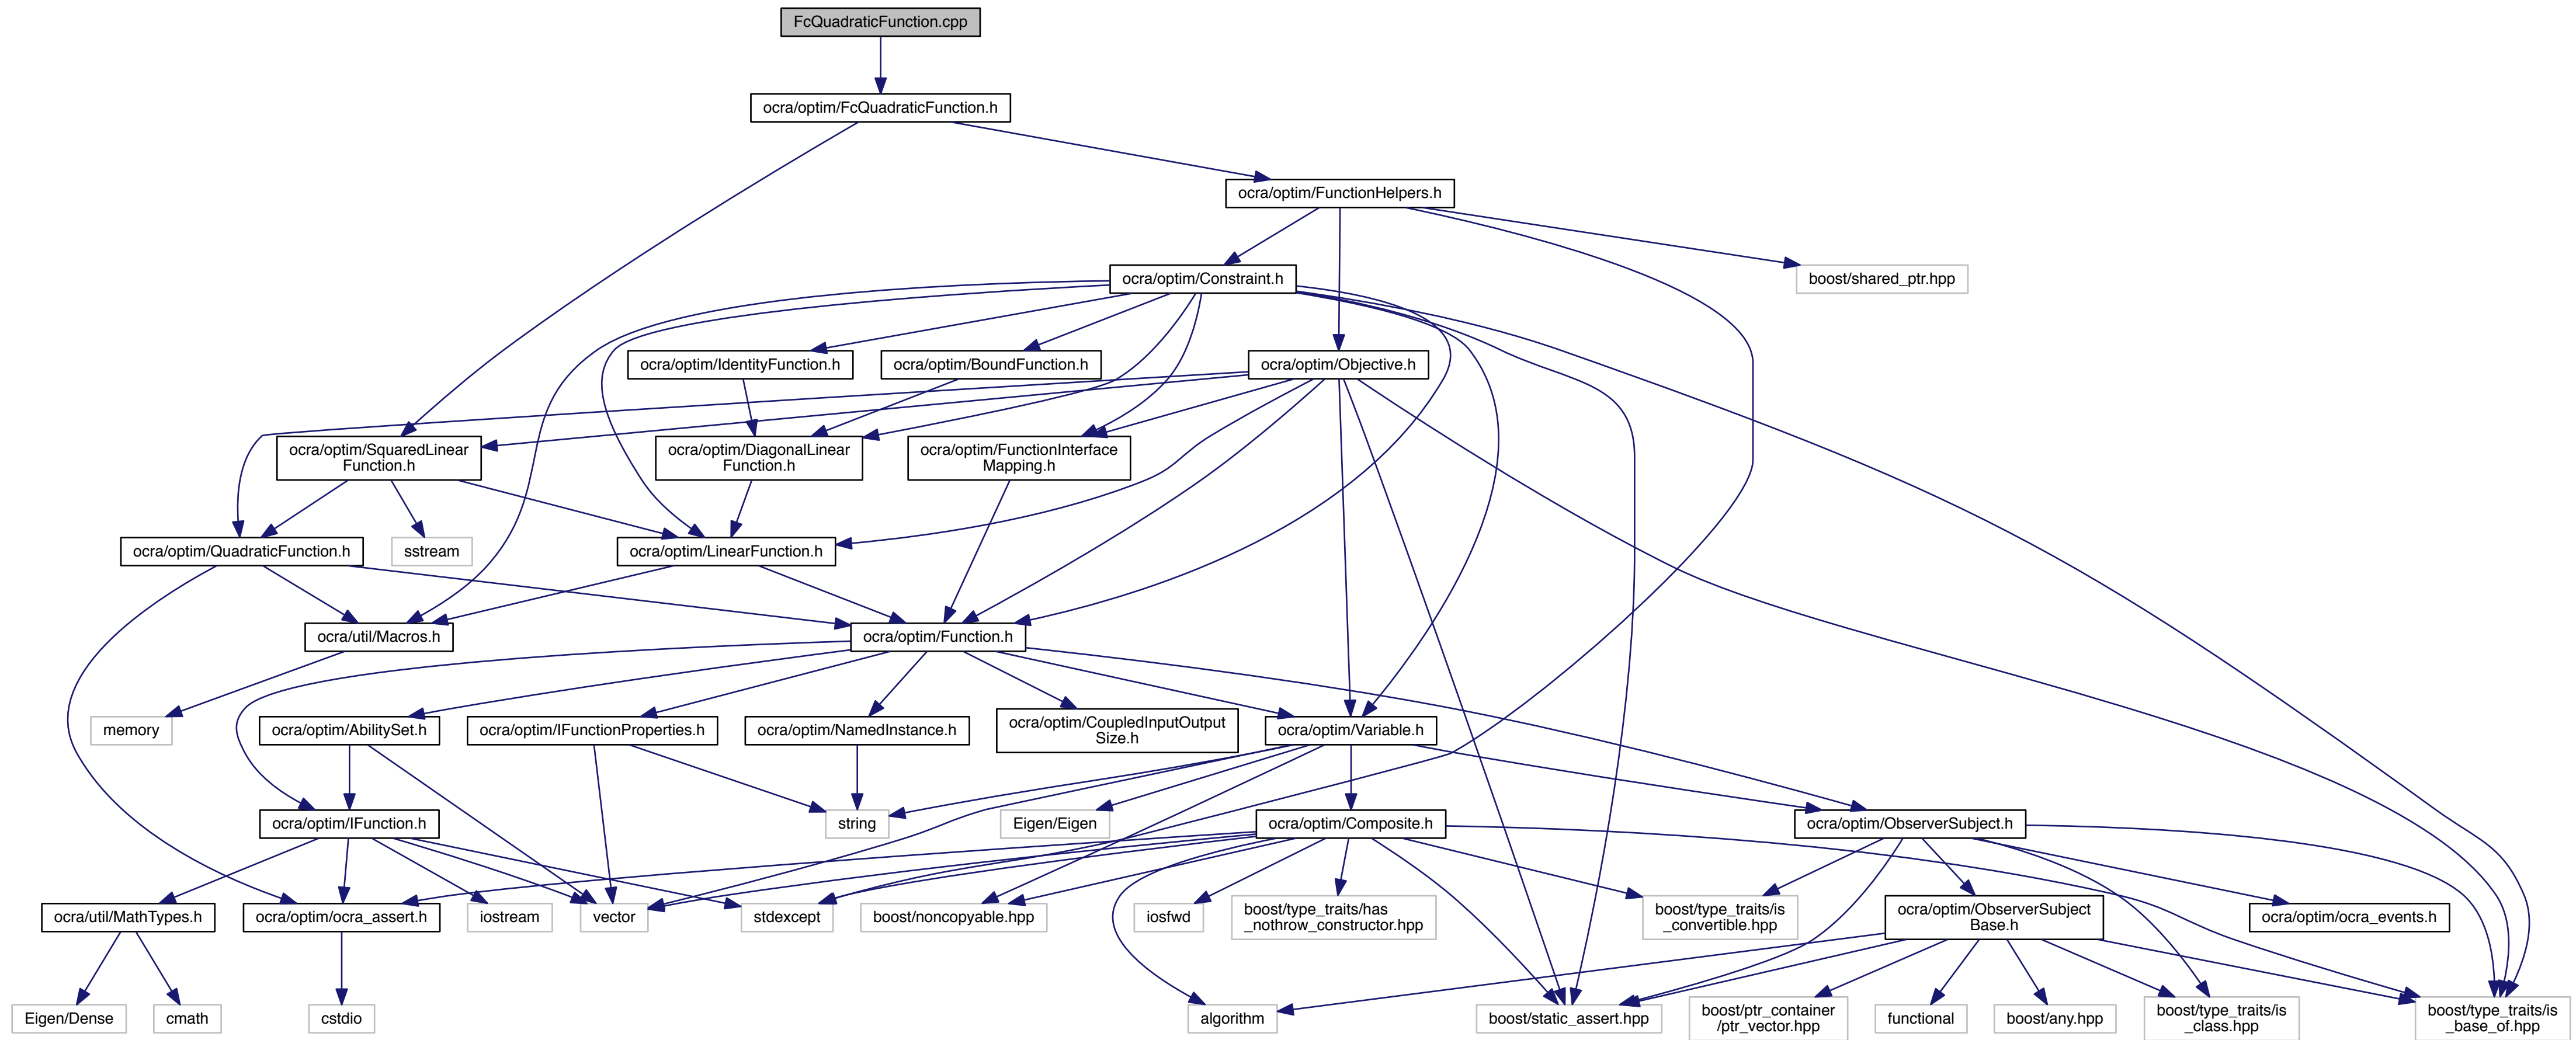 FcQuadraticFunction.cpp
ocra/optim/FcQuadraticFunction.h
ocra/optim/FunctionHelpers.h
ocra/optim/Constraint.h
boost/shared_ptr.hpp
ocra/optim/IdentityFunction.h
ocra/optim/BoundFunction.h
ocra/optim/Objective.h
ocra/optim/SquaredLinear
Function.h
ocra/optim/DiagonalLinear
Function.h
ocra/optim/FunctionInterface
Mapping.h
ocra/optim/QuadraticFunction.h
sstream
ocra/optim/LinearFunction.h
ocra/util/Macros.h
ocra/optim/Function.h
memory
ocra/optim/AbilitySet.h
ocra/optim/IFunctionProperties.h
ocra/optim/NamedInstance.h
ocra/optim/CoupledInputOutput
Size.h
ocra/optim/Variable.h
ocra/optim/IFunction.h
string
Eigen/Eigen
ocra/optim/Composite.h
ocra/optim/ObserverSubject.h
ocra/util/MathTypes.h
ocra/optim/ocra_assert.h
iostream
vector
stdexcept
boost/noncopyable.hpp
iosfwd
boost/type_traits/has
_nothrow_constructor.hpp
boost/type_traits/is
_convertible.hpp
ocra/optim/ObserverSubject
Base.h
ocra/optim/ocra_events.h
Eigen/Dense
cmath
cstdio
algorithm
boost/static_assert.hpp
boost/ptr_container
/ptr_vector.hpp
functional
boost/any.hpp
boost/type_traits/is
_class.hpp
boost/type_traits/is
_base_of.hpp